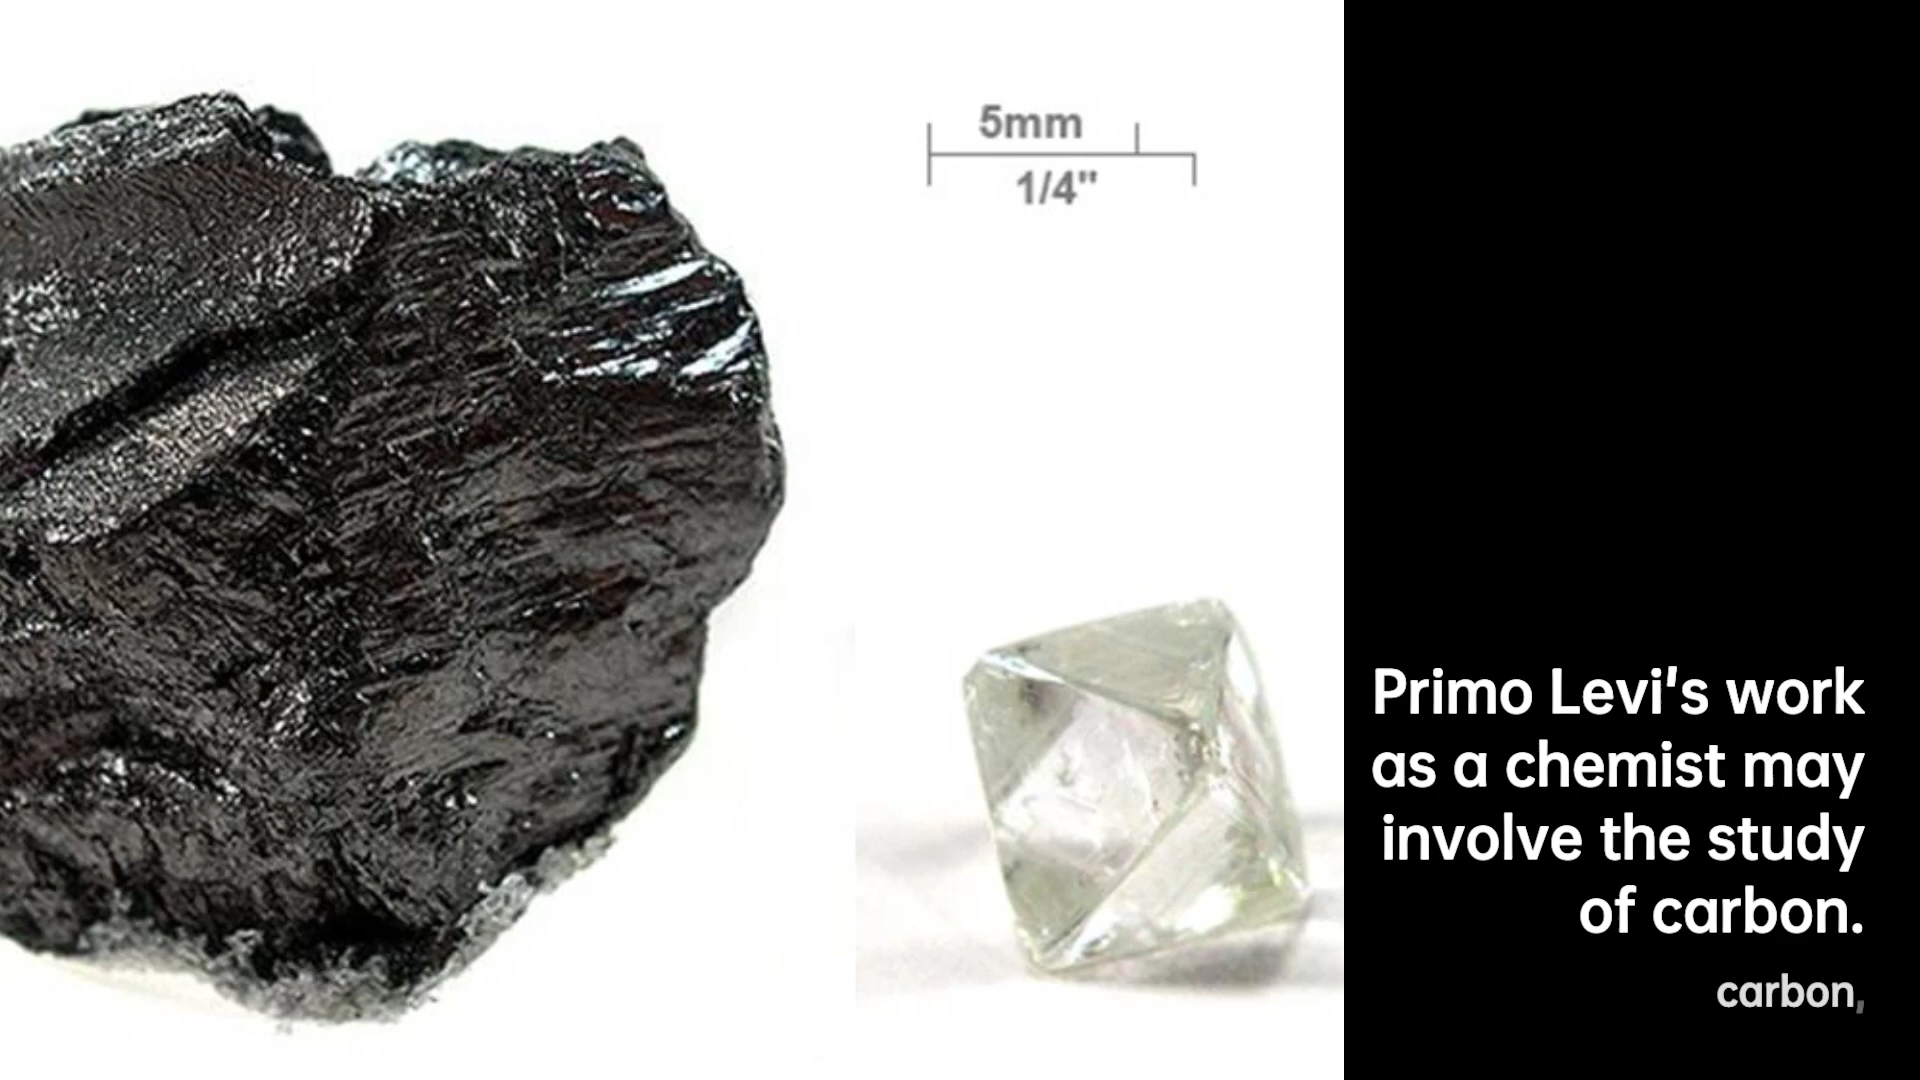 5mm
1/4"
Primo Levi's work
as a chemist may
involve the study
of carbon.
carbon,